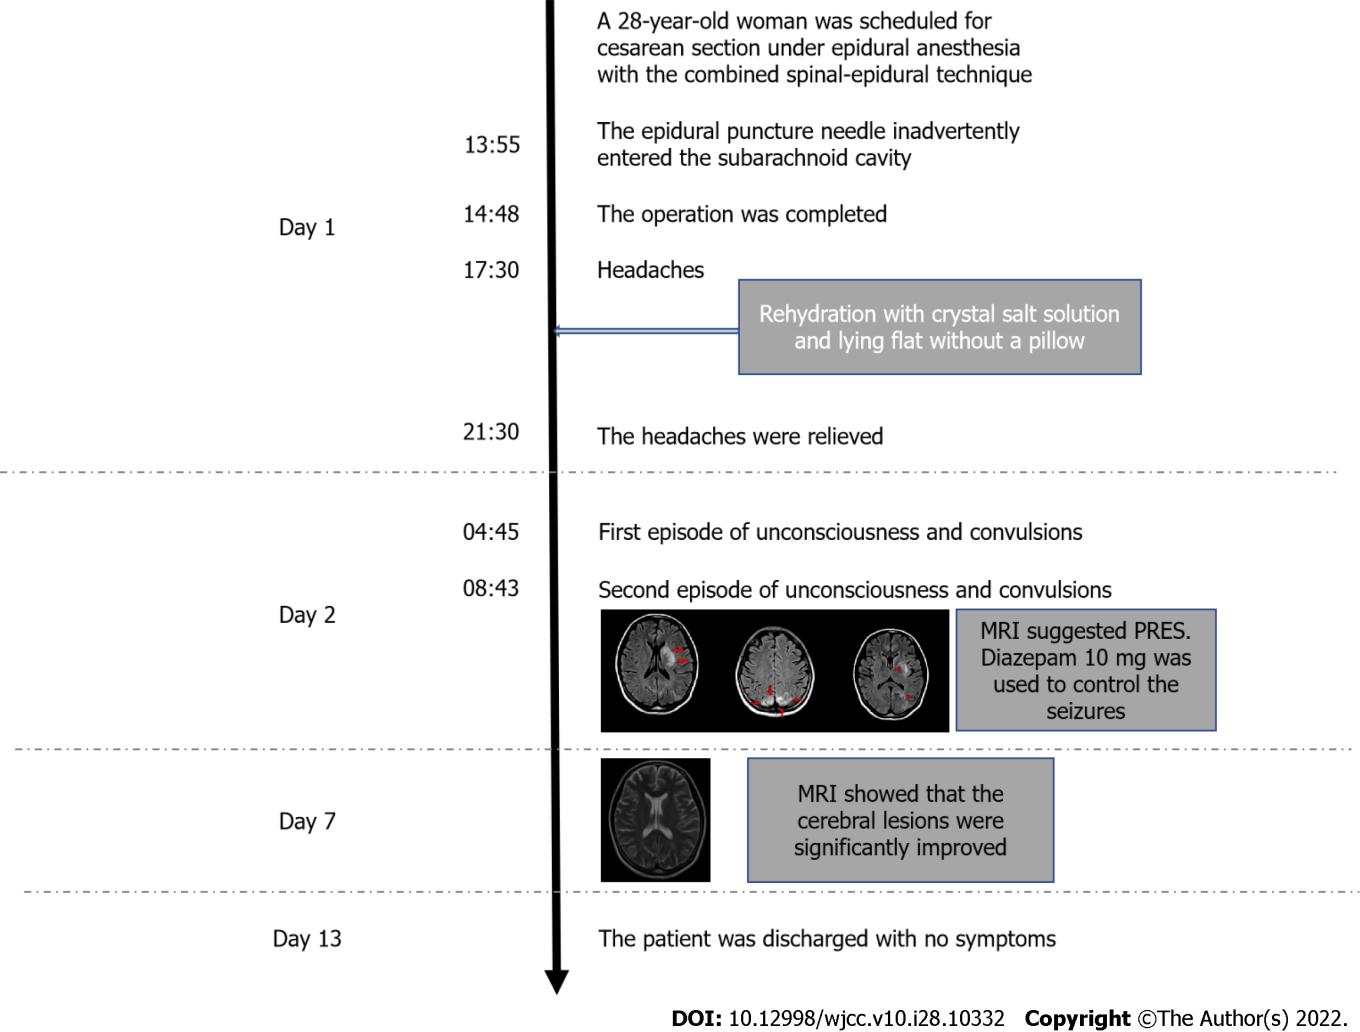 A 28-year-old woman was scheduled for
cesarean section under epidural anesthesia
with the combined spinal-epidural technique
Day 1
13:55
The epidural puncture needle inadvertently
entered the subarachnoid cavity
14:48
The operation was completed
17:30
Headaches
Rehydration with crystal salt solution
and lying flat without a pillow
21:30
The headaches were relieved
Day 2
04:45
First episode of unconsciousness and convulsions
08:43
Second episode of unconsciousness and convulsions
MRI suggested PRES.
Diazepam 10 mg was
used to control the
seizures
Day 7
MRI showed that the
cerebral lesions were
significantly improved
Day 13
The patient was discharged with no symptoms
DOI: 10.12998/wjcc.v10.i28.10332 Copyright ©The Author(s) 2022.